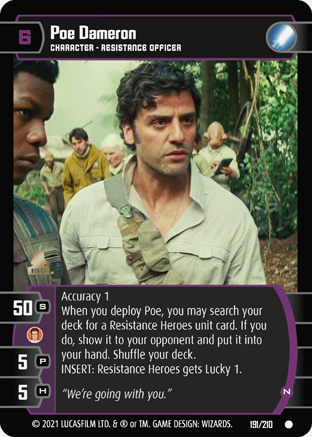 6
Poe Dameron
CHARACTER • RESISTANCE OFFICER
50 S
5 P
5 H
Accuracy 1
When you deploy Poe, you may search your
deck for a Resistance Heroes unit card. If you
do, show it to your opponent and put it into
your hand. Shuffle your deck.
INSERT: Resistance Heroes gets Lucky 1.
“We're going with you.”
N
© 2021 LUCASFILM LTD. & ® or TM. GAME DESIGN: WIZARDS.
191/210